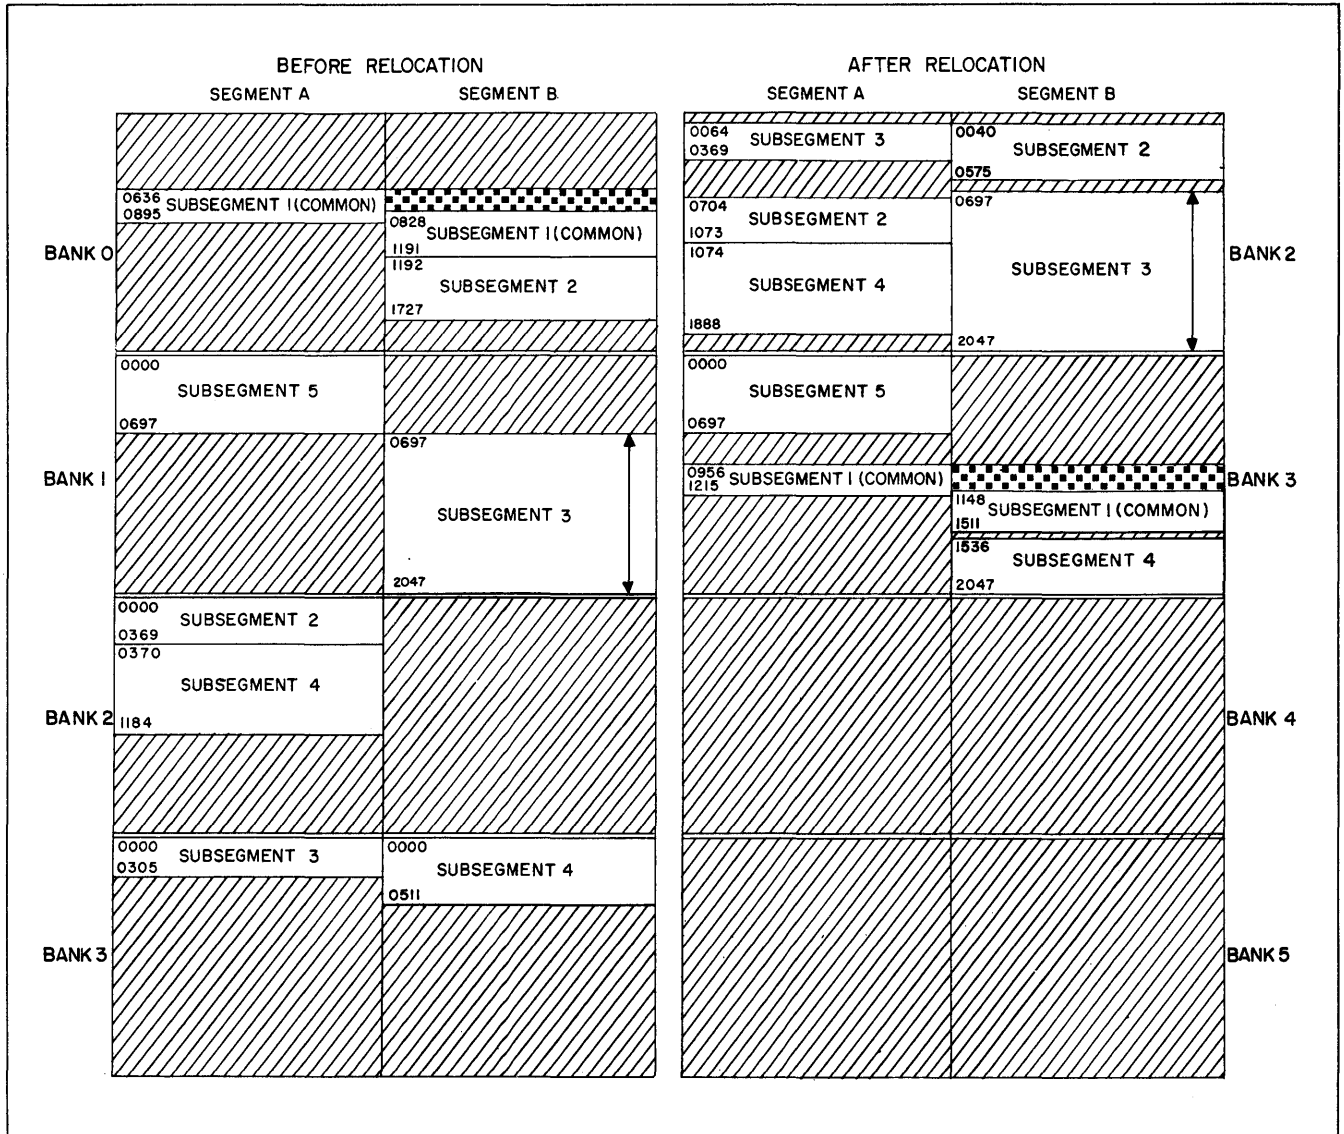 BEFORE RELOCATION
SEGMENT A SEGMENT B
BANK 0
0636
0895 SUBSEGMENT 1 (COMMON)
0828
SUBSEGMENT 1 (COMMON)
1191
1192
SUBSEGMENT 2
1727
BANK 1
0000
SUBSEGMENT 5
0697
0697
SUBSEGMENT 3
2047
BANK 2
0000
SUBSEGMENT 2
0369
0370
SUBSEGMENT 4
1184
BANK 3
0000
SUBSEGMENT 3
0305
0000
SUBSEGMENT 4
0511
AFTER RELOCATION
SEGMENT A SEGMENT B
0064
SUBSEGMENT 3
0369
0704
SUBSEGMENT 2
1073
1074
SUBSEGMENT 4
1888
0040
SUBSEGMENT 2
0575
0697
SUBSEGMENT 3
2047
BANK 2
0000
SUBSEGMENT 5
0697
0956
1215 SUBSEGMENT 1 (COMMON)
1148
SUBSEGMENT 1 (COMMON)
1511
1536
SUBSEGMENT 4
2047
BANK 3
BANK 4
BANK 5